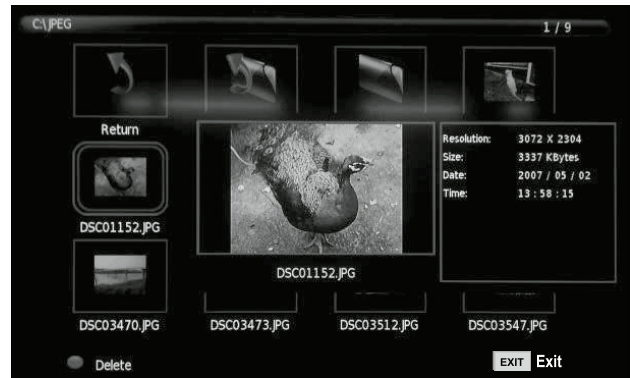 C:\JPEG
1 / 9
Return
Resolution: 3072 X 2304
Size: 3337 KBytes
Date: 2007 / 05 / 02
Time: 13 : 58 : 15
DSC01152.JPG
DSC01152.JPG
DSC03470.JPG DSC03473.JPG DSC03512.JPG DSC03547.JPG
Delete
EXIT Exit